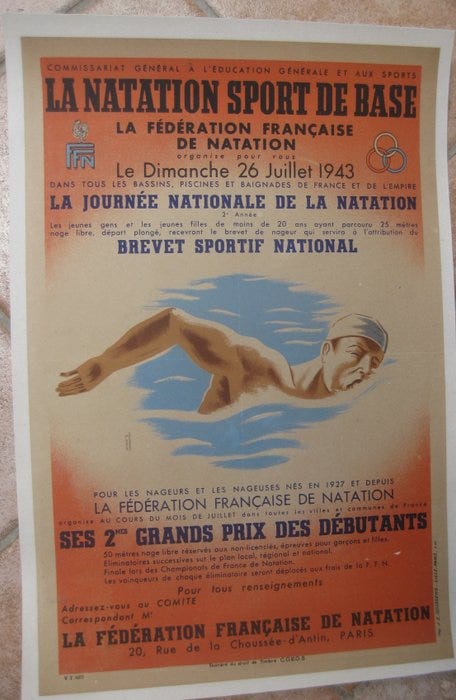 COMMISSARIAT GÉNÉRAL À L'ÉDUCATION GÉNÉRALE ET AUX SPORTS
LA NATATION SPORT DE BASE
LA FÉDÉRATION FRANÇAISE
DE NATATION
organise pour vous
Le Dimanche 26 Juillet 1943
DANS TOUS LES BASSINS, PISCINES ET BAIGNADES DE FRANCE ET DE L'EMPIRE
LA JOURNÉE NATIONALE DE LA NATATION
2e Année
Les jeunes gens et les jeunes filles de moins de 20 ans ayant parcouru 25 mètres
nage libre, départ plongé, recevront le brevet de nageur qui servira à l'attribution du
BREVET SPORTIF NATIONAL
POUR LES NAGEURS ET LES NAGEUSES NÉS EN 1927 ET DEPUIS
LA FÉDÉRATION FRANÇAISE DE NATATION
organise AU COURS DU MOIS DE JUILLET dans toutes les villes et communes de France
SES 2MES GRANDS PRIX DES DÉBUTANTS
50 mètres nage libre réservés aux non-licenciés, épreuves pour garçons et filles.
Éliminatoires successives sur le plan local, régional et national.
Finale lors des Championnats de France de Natation.
Les vainqueurs de chaque éliminatoire seront déplacés aux frais de la F. F. N.
Pour tous renseignements
Adressez-vous au COMITE
Correspondant Mr
LA FÉDÉRATION FRANÇAISE DE NATATION
20, Rue de la Chaussée-d'Antin, PARIS